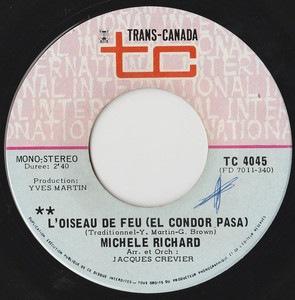 TRANS-CANADA
tc
MONO-STEREO
Duree: 2'40
Production:
YVES MARTIN
TC 4045
(FD 7011-340)
**
L'OISEAU DE FEU (EL CONDOR PASA)
(Traditionnel-Y. Martin-G. Brown)
MICHELE RICHARD
Arr. et Orch:
JACQUES CREVIER
INTERNATIONAL